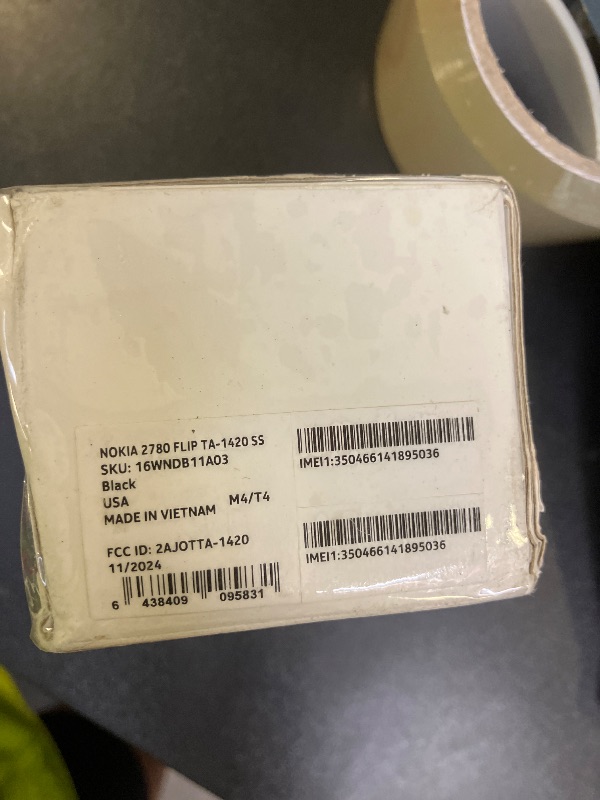 NOKIA 2780 FLIP TA-1420 SS
SKU: 16WNDB11A03
Black
USA M4/T4
MADE IN VIETNAM
FCC ID: 2AJOTTA-1420
11/2024
6 438409 095831
IMEI1:350466141895036
IMEI1:350466141895036